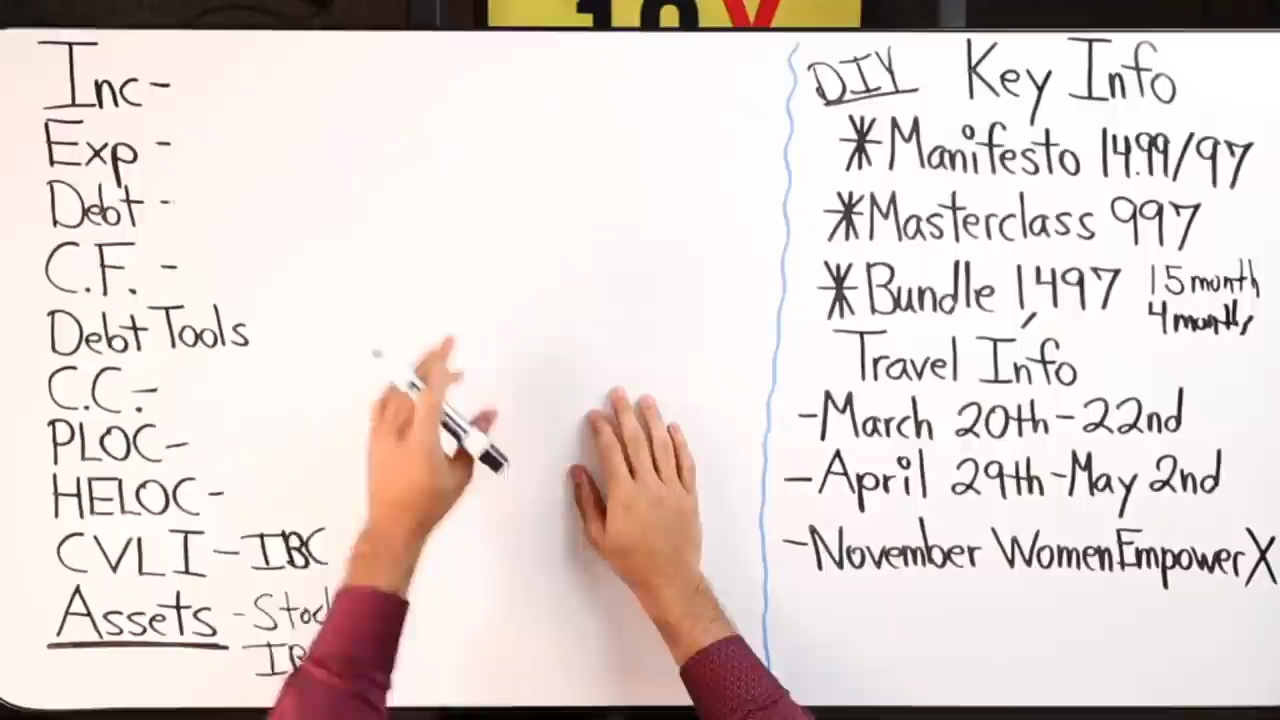 Inc-
Exp-
Debt-
C.F.-
Debt Tools
C.C.-
PLOC-
HELOC-
CVLI-IBC
Assets
DIY Key Info
*Manifesto 14.99/97
*Masterclass 997
*Bundle 1,497 15 month
4 months
Travel Info
-March 20th-22nd
-April 29th-May 2nd
-November WomenEmpowerX